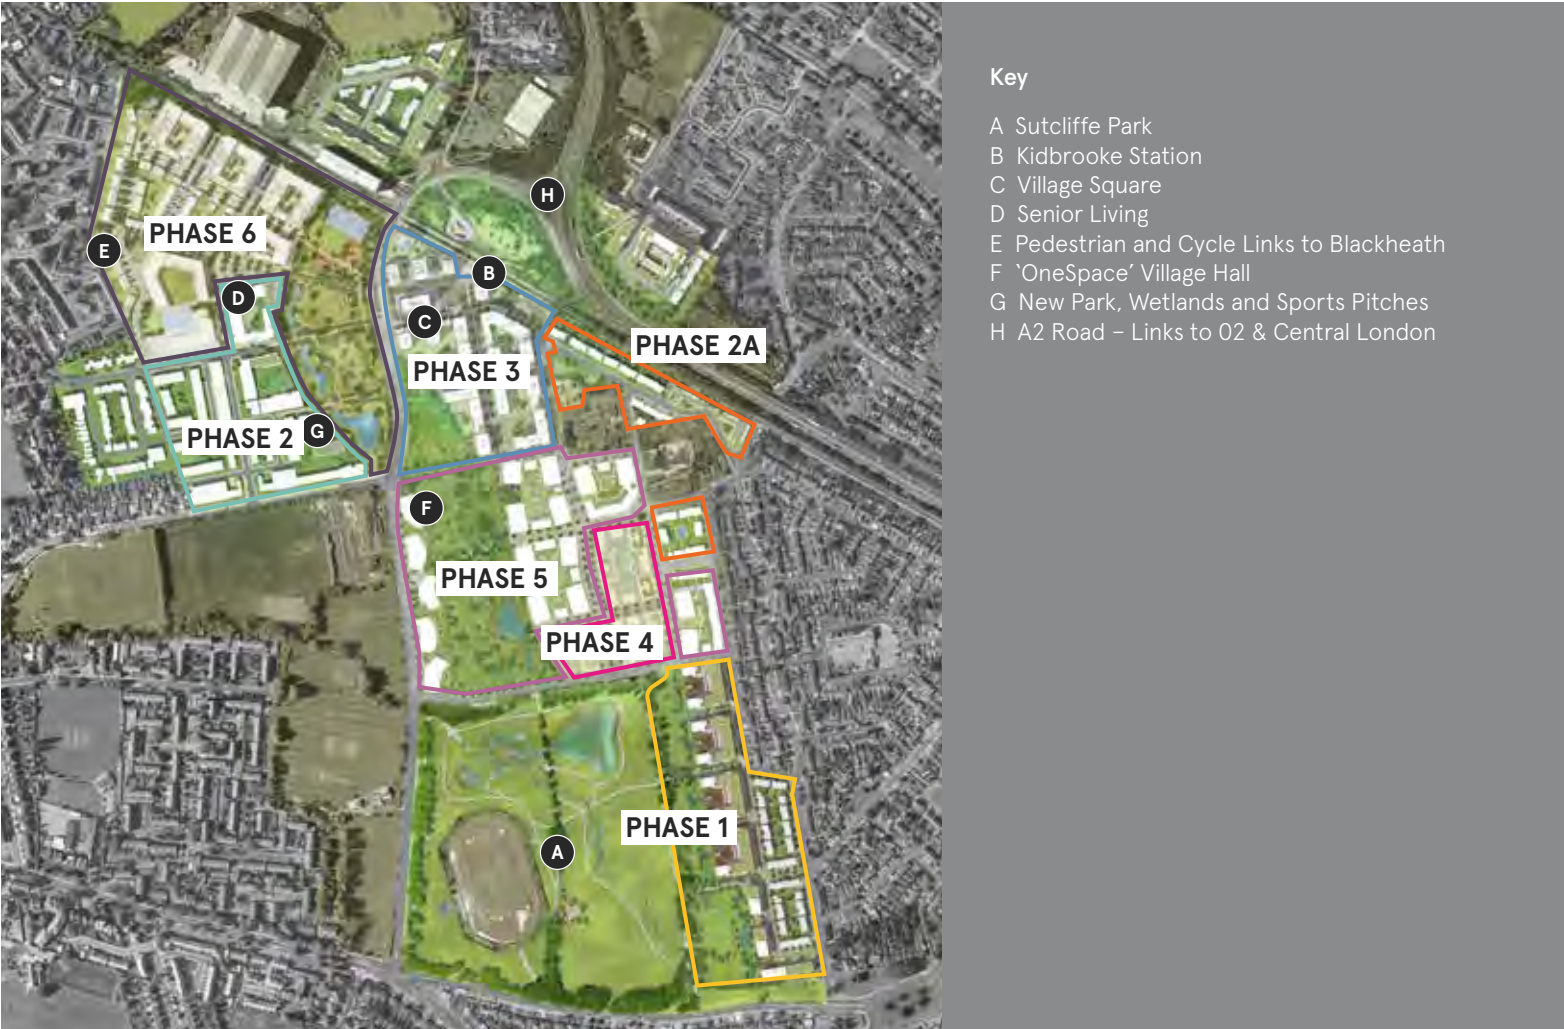 H
PHASE 6
E
B
D
C
PHASE 2A
PHASE 3
PHASE 2
G
F
PHASE 5
PHASE 4
PHASE 1
A
Key
A Sutcliffe Park
B Kidbrooke Station
C Village Square
D Senior Living
E Pedestrian and Cycle Links to Blackheath
F ‘OneSpace’ Village Hall
G New Park, Wetlands and Sports Pitches
H A2 Road – Links to 02 & Central London